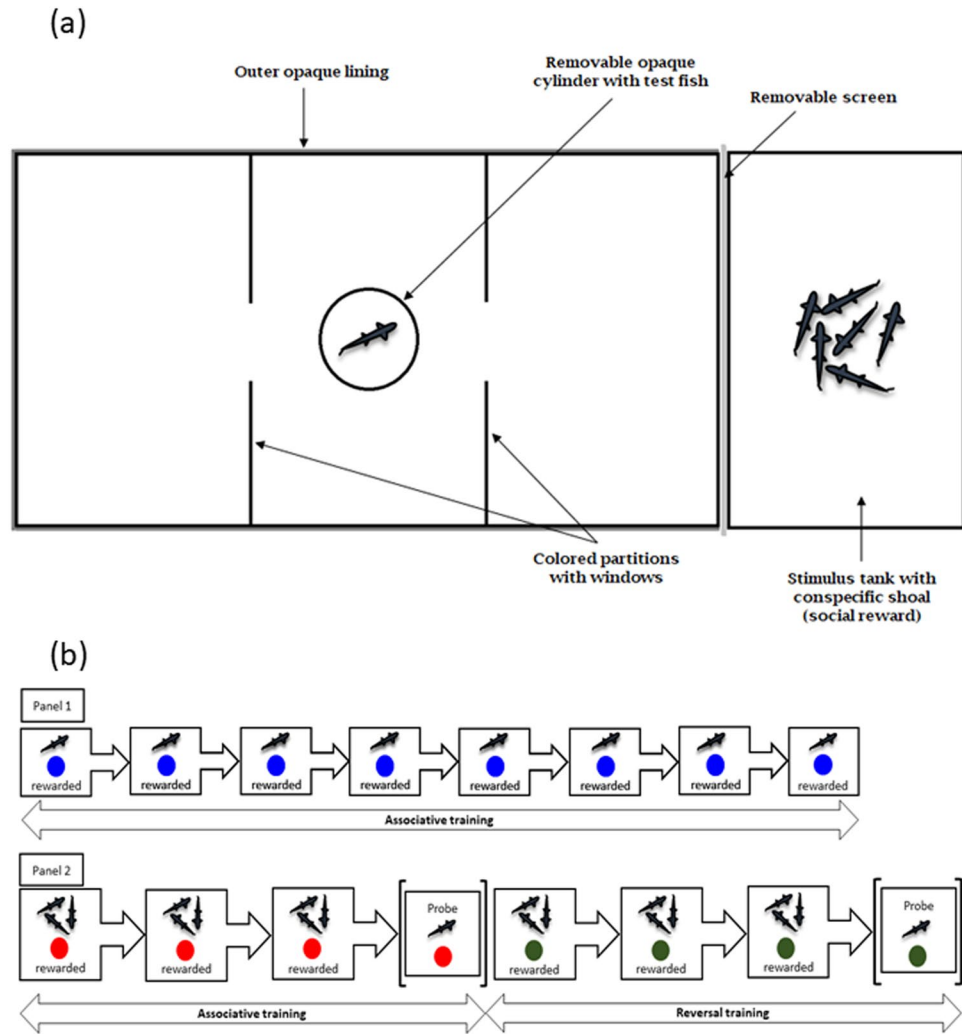 (a)
Outer opaque lining
Removable opaque
cylinder with test fish
Removable screen
Colored partitions
with windows
Stimulus tank with
conspecific shoal
(social reward)
(b)
Panel 1
rewarded rewarded rewarded rewarded rewarded rewarded rewarded rewarded
Associative training
Panel 2
Probe Probe
rewarded rewarded rewarded rewarded rewarded rewarded
Associative training Reversal training